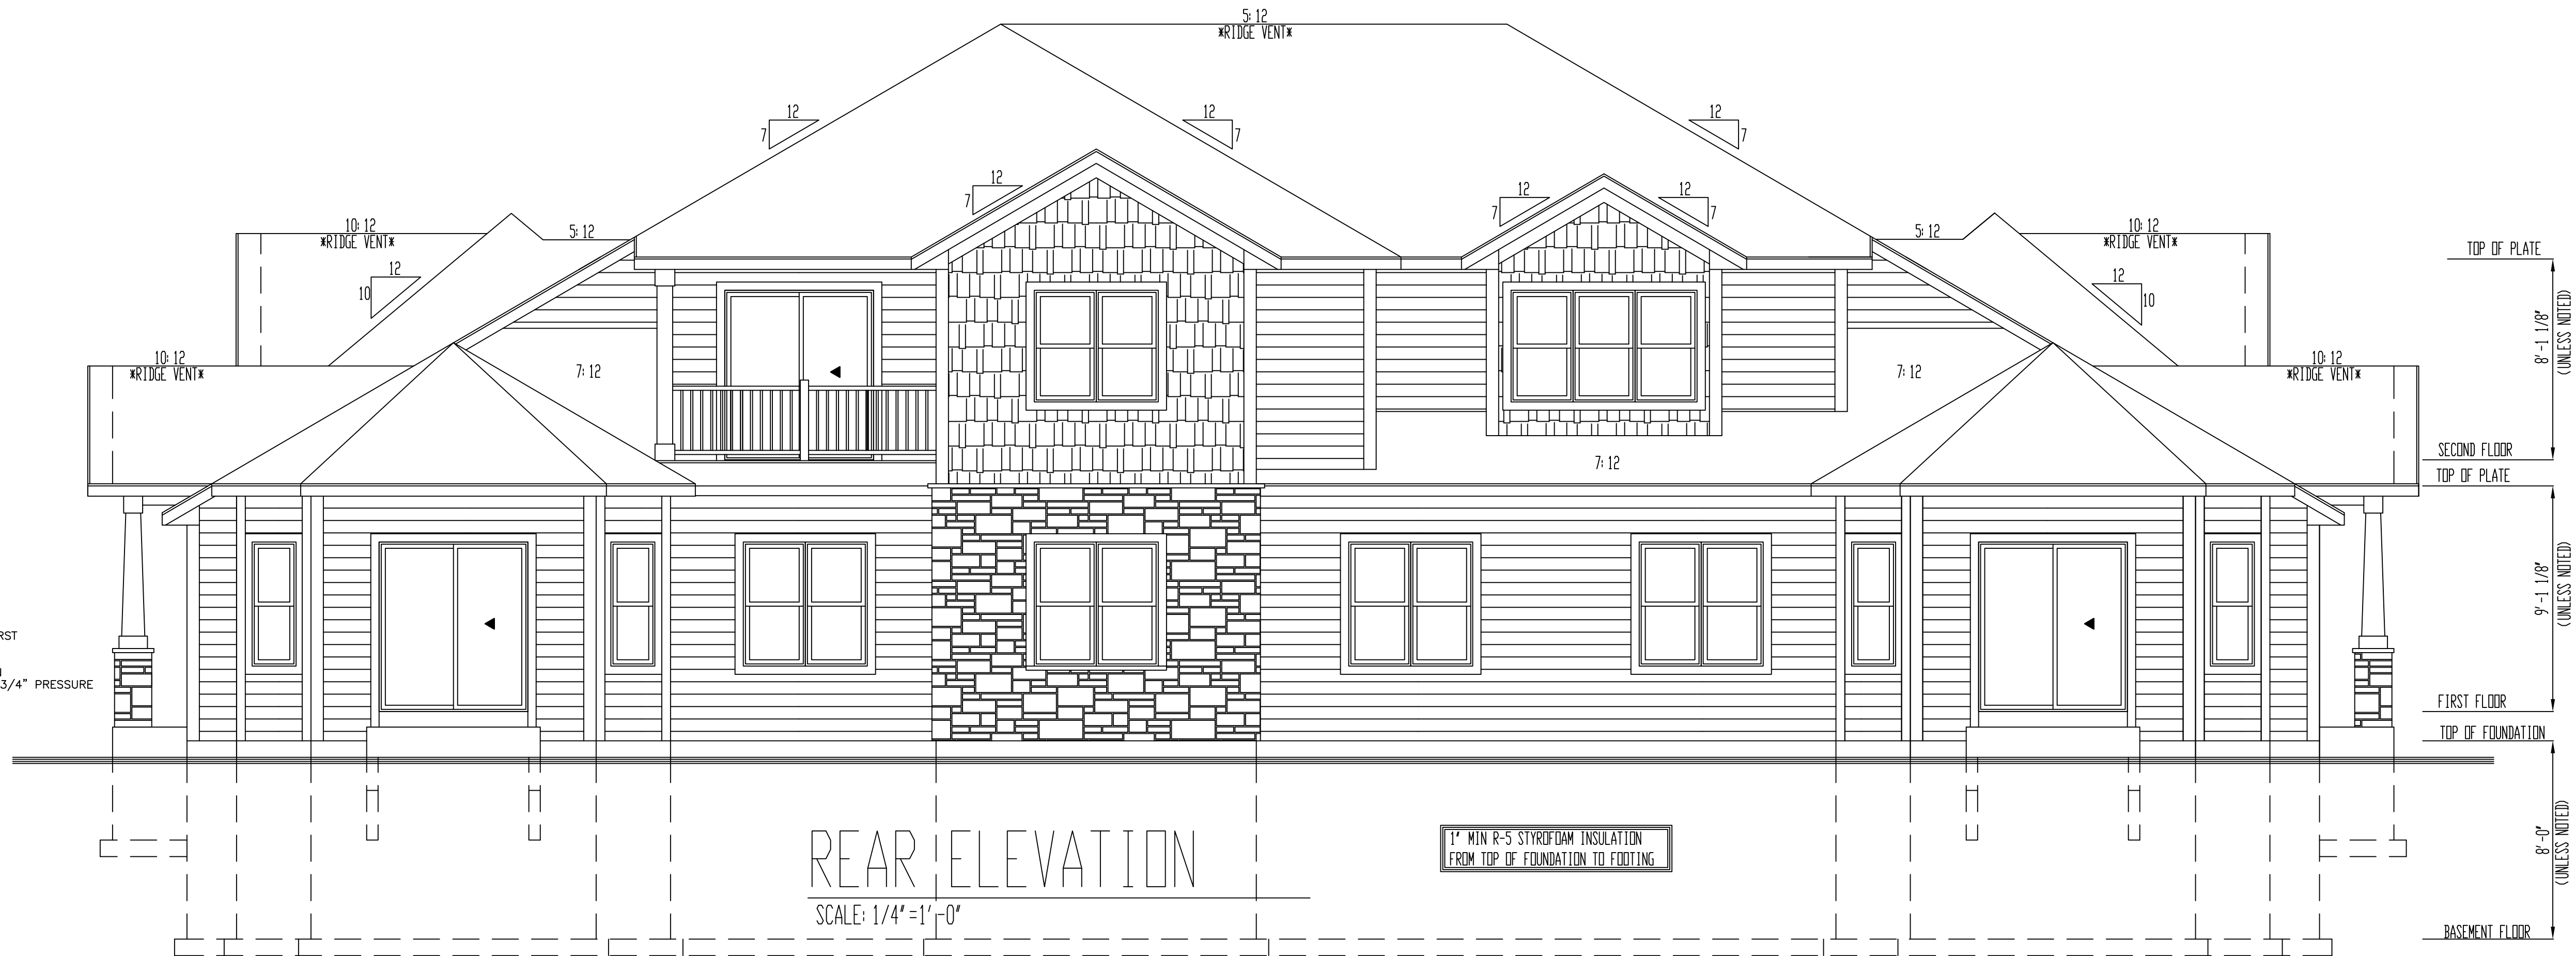 5:12
*RIDGE VENT*
12
7
12
7
12
7
12
7
12
7
12
7
10:12
*RIDGE VENT*
5:12
12
10
5:12
10:12
*RIDGE VENT*
12
10
10:12
*RIDGE VENT*
7:12
7:12
10:12
*RIDGE VENT*
7:12
TOP OF PLATE
8'-1 1/8"
(UNLESS NOTED)
SECOND FLOOR
TOP OF PLATE
9'-1 1/8"
(UNLESS NOTED)
FIRST FLOOR
TOP OF FOUNDATION
8'-0"
(UNLESS NOTED)
BASEMENT FLOOR
3/4" PRESSURE
REAR ELEVATION
SCALE: 1/4"=1'-0"
1" MIN R-5 STYROFOAM INSULATION
FROM TOP OF FOUNDATION TO FOOTING